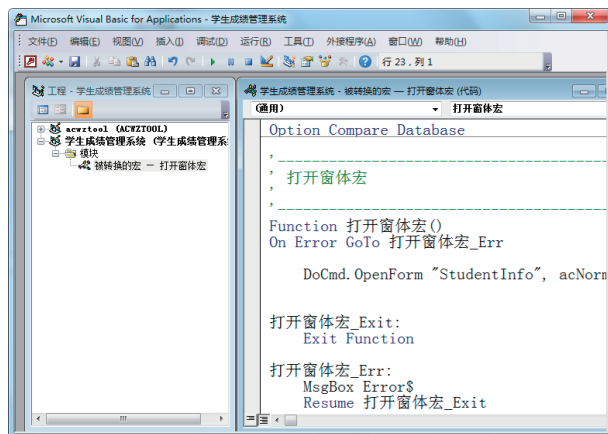 Microsoft Visual Basic for Applications - 学生成绩管理系统
文件(F) 编辑(E) 视图(V) 插入(I) 调试(D) 运行(R) 工具(T) 外接程序(A) 窗口(W) 帮助(H)
行 23 , 列 1
工程 - 学生成绩管理系统
acwztool (ACWZTOOL)
学生成绩管理系统 (学生成绩管理系
模块
被转换的宏 — 打开窗体宏
学生成绩管理系统 - 被转换的宏 — 打开窗体宏 (代码)
(通用) 打开窗体宏
Option Compare Database
'_____________________________________
' 打开窗体宏
'
'_____________________________________
Function 打开窗体宏()
On Error GoTo 打开窗体宏_Err
DoCmd.OpenForm "StudentInfo", acNorm
打开窗体宏_Exit:
Exit Function
打开窗体宏_Err:
MsgBox Error$
Resume 打开窗体宏_Exit